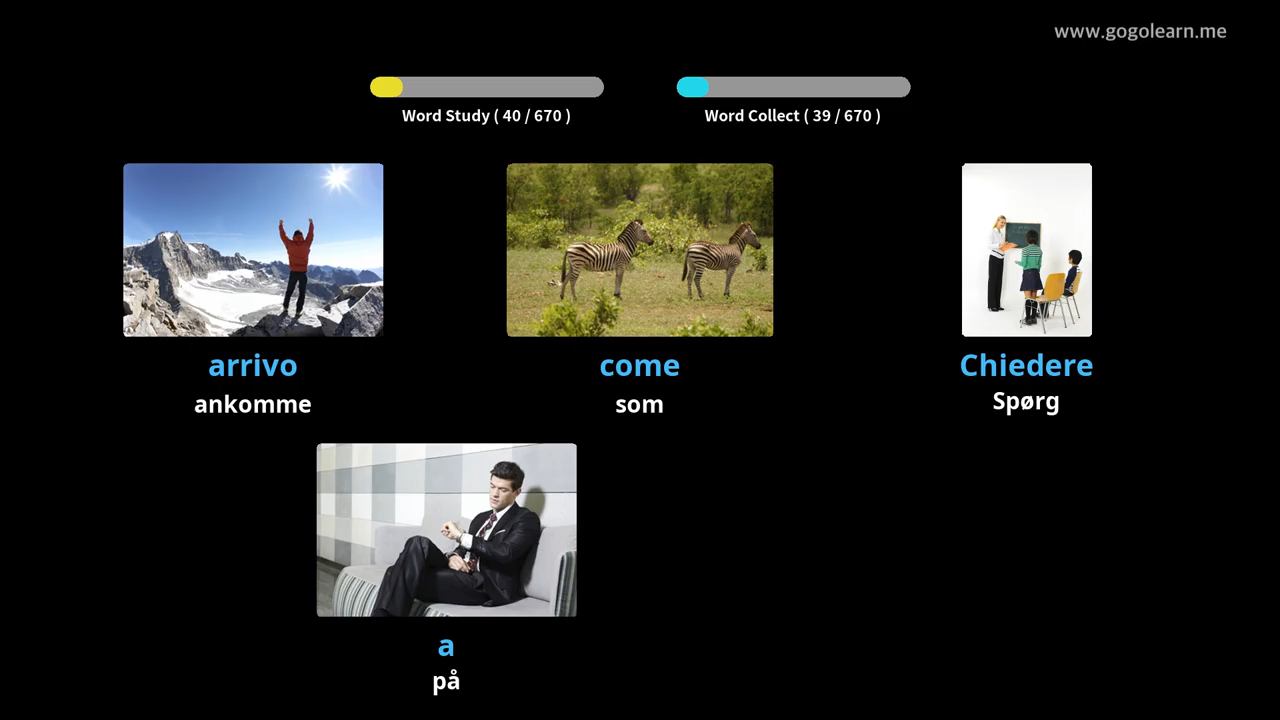 www.gogolearn.me
Word Study ( 40 / 670 )
Word Collect ( 39 / 670 )
arrivo
ankomme
come
som
Chiedere
Spørg
a
på